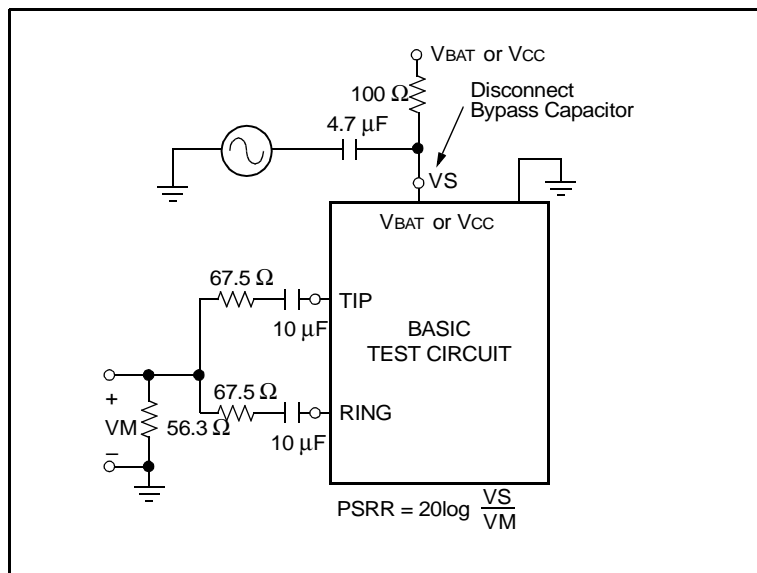 VBAT or VCC
100 Ω
Disconnect
Bypass Capacitor
4.7 µF
VS
VBAT or VCC
67.5 Ω
TIP
10 µF
BASIC
TEST CIRCUIT
67.5 Ω
RING
+
VM
56.3 Ω
10 µF
–
PSRR = 20log VS
VM